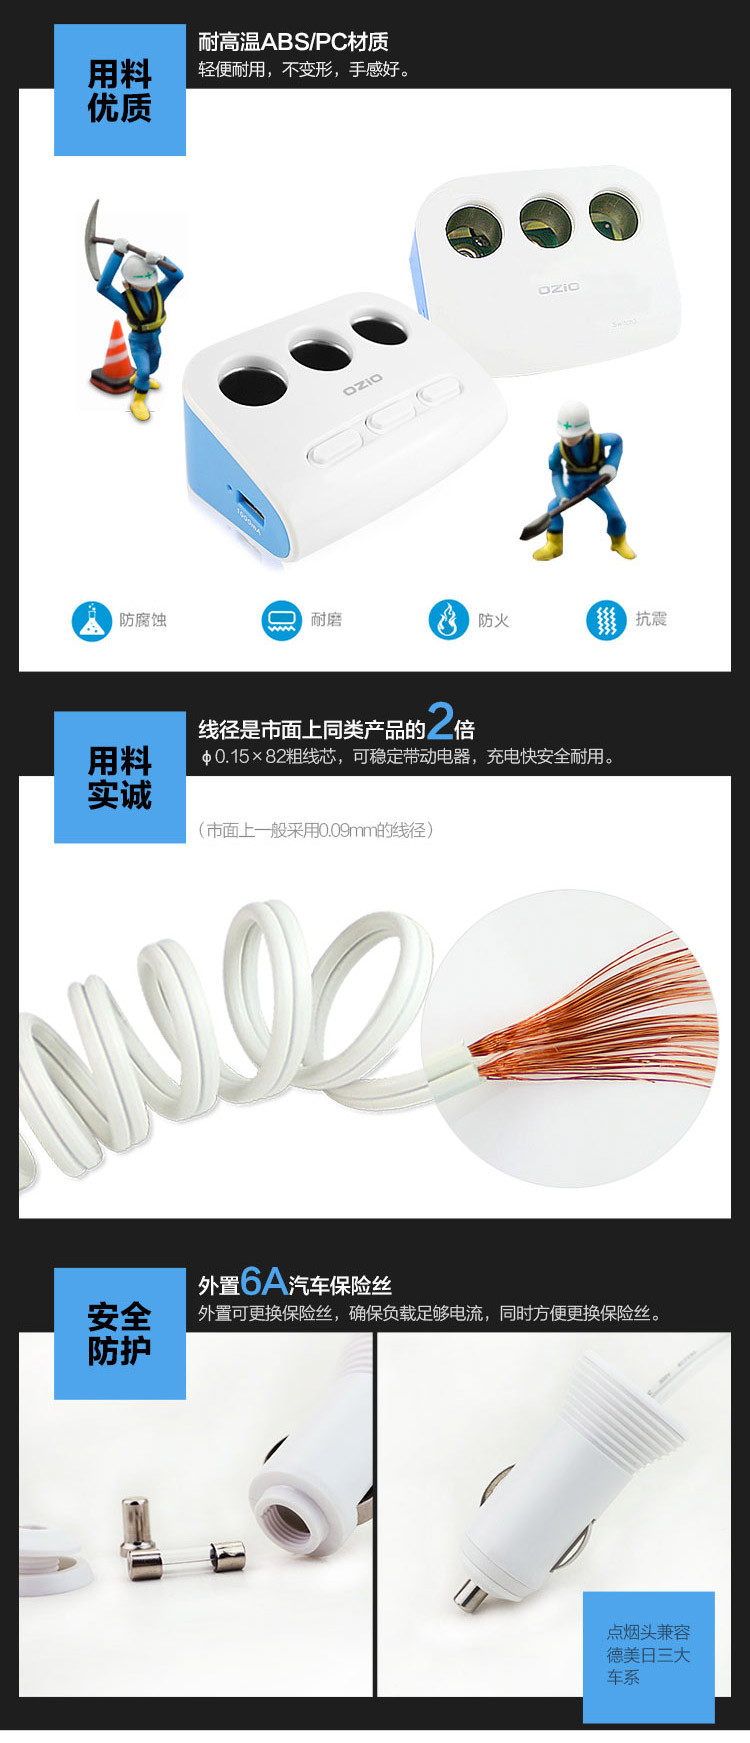 用料
优质
耐高温ABS/PC材质
轻便耐用，不变形，手感好。
OZIO
OZIO
1000mA
防腐蚀
耐磨
防火
抗震
用料
实诚
线径是市面上同类产品的2倍
ϕ0.15×82粗线芯，可稳定带动电器，充电快安全耐用。
（市面上一般采用0.09mm的线径）
安全
防护
外置6A汽车保险丝
外置可更换保险丝，确保负载足够电流，同时方便更换保险丝。
点烟头兼容
德美日三大
车系